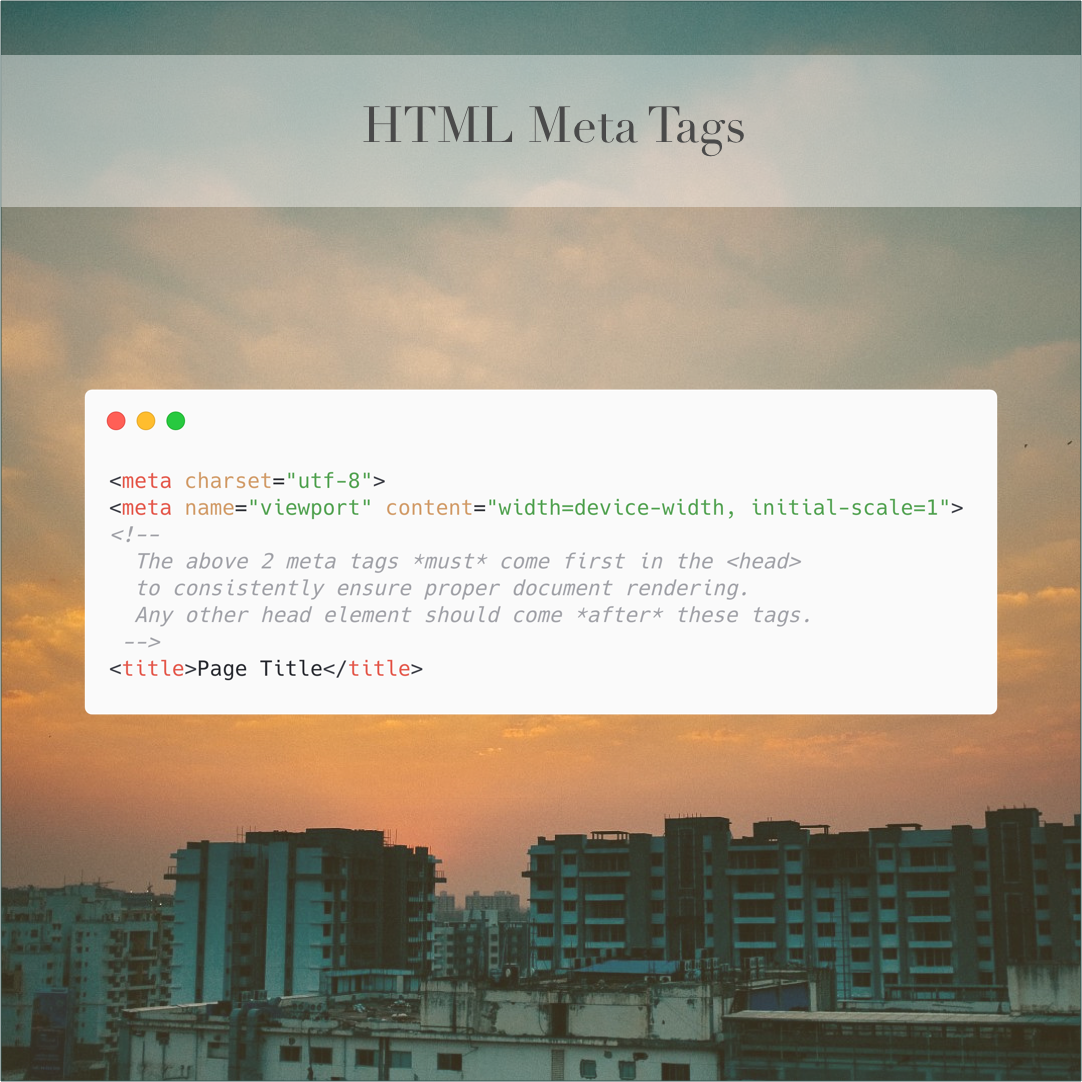 HTML Meta Tags
<meta charset="utf-8">
<meta name="viewport" content="width=device-width, initial-scale=1">
<!--
  The above 2 meta tags *must* come first in the <head>
  to consistently ensure proper document rendering.
  Any other head element should come *after* these tags.
 -->
<title>Page Title</title>